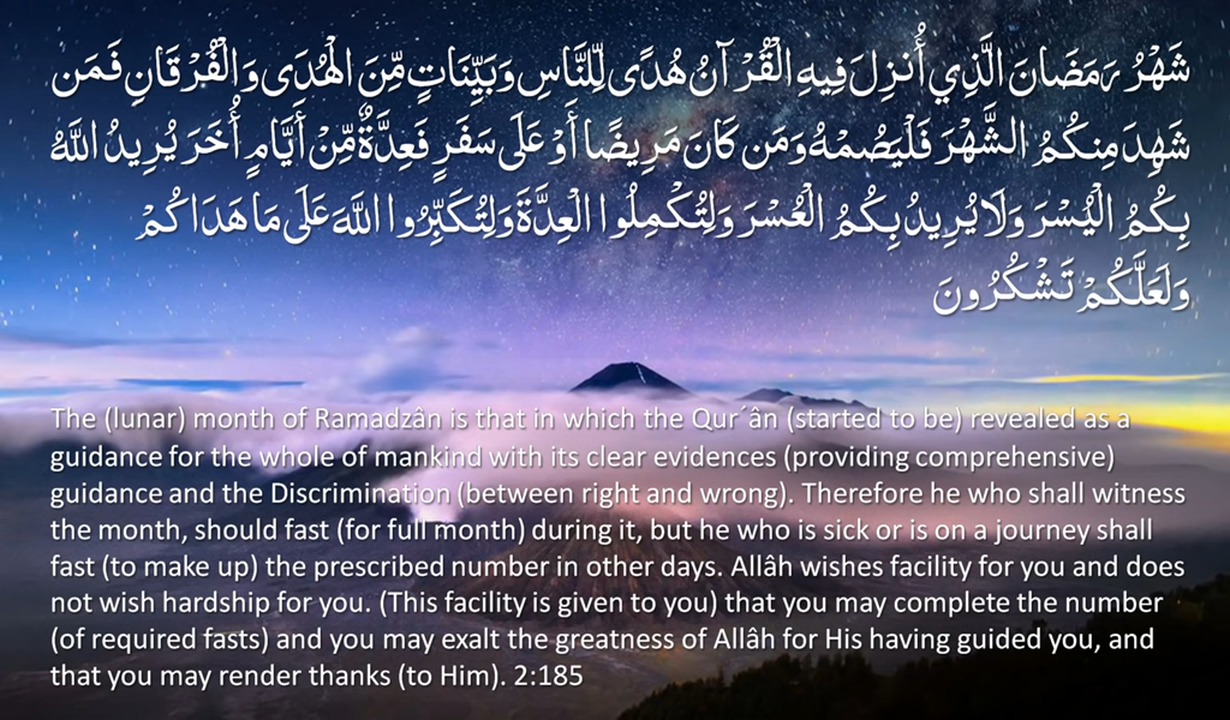 شَهْرُ رَمَضَانَ الَّذِي أُنزِلَ فِيهِ الْقُرْآنُ هُدًى لِّلنَّاسِ وَبَيِّنَاتٍ مِّنَ الْهُدَى وَالْفُرْقَانِ فَمَن
شَهِدَ مِنكُمُ الشَّهْرَ فَلْيَصُمْهُ وَمَن كَانَ مَرِيضًا أَوْ عَلَى سَفَرٍ فَعِدَّةٌ مِّنْ أَيَّامٍ أُخَرَ يُرِيدُ اللَّهُ
بِكُمُ الْيُسْرَ وَلَا يُرِيدُ بِكُمُ الْعُسْرَ وَلِتُكْمِلُوا الْعِدَّةَ وَلِتُكَبِّرُوا اللَّهَ عَلَى مَا هَدَاكُمْ
وَلَعَلَّكُمْ تَشْكُرُونَ
The (lunar) month of Ramadzân is that in which the Qur´ân (started to be) revealed as a
guidance for the whole of mankind with its clear evidences (providing comprehensive)
guidance and the Discrimination (between right and wrong). Therefore he who shall witness
the month, should fast (for full month) during it, but he who is sick or is on a journey shall
fast (to make up) the prescribed number in other days. Allâh wishes facility for you and does
not wish hardship for you. (This facility is given to you) that you may complete the number
(of required fasts) and you may exalt the greatness of Allâh for His having guided you, and
that you may render thanks (to Him). 2:185